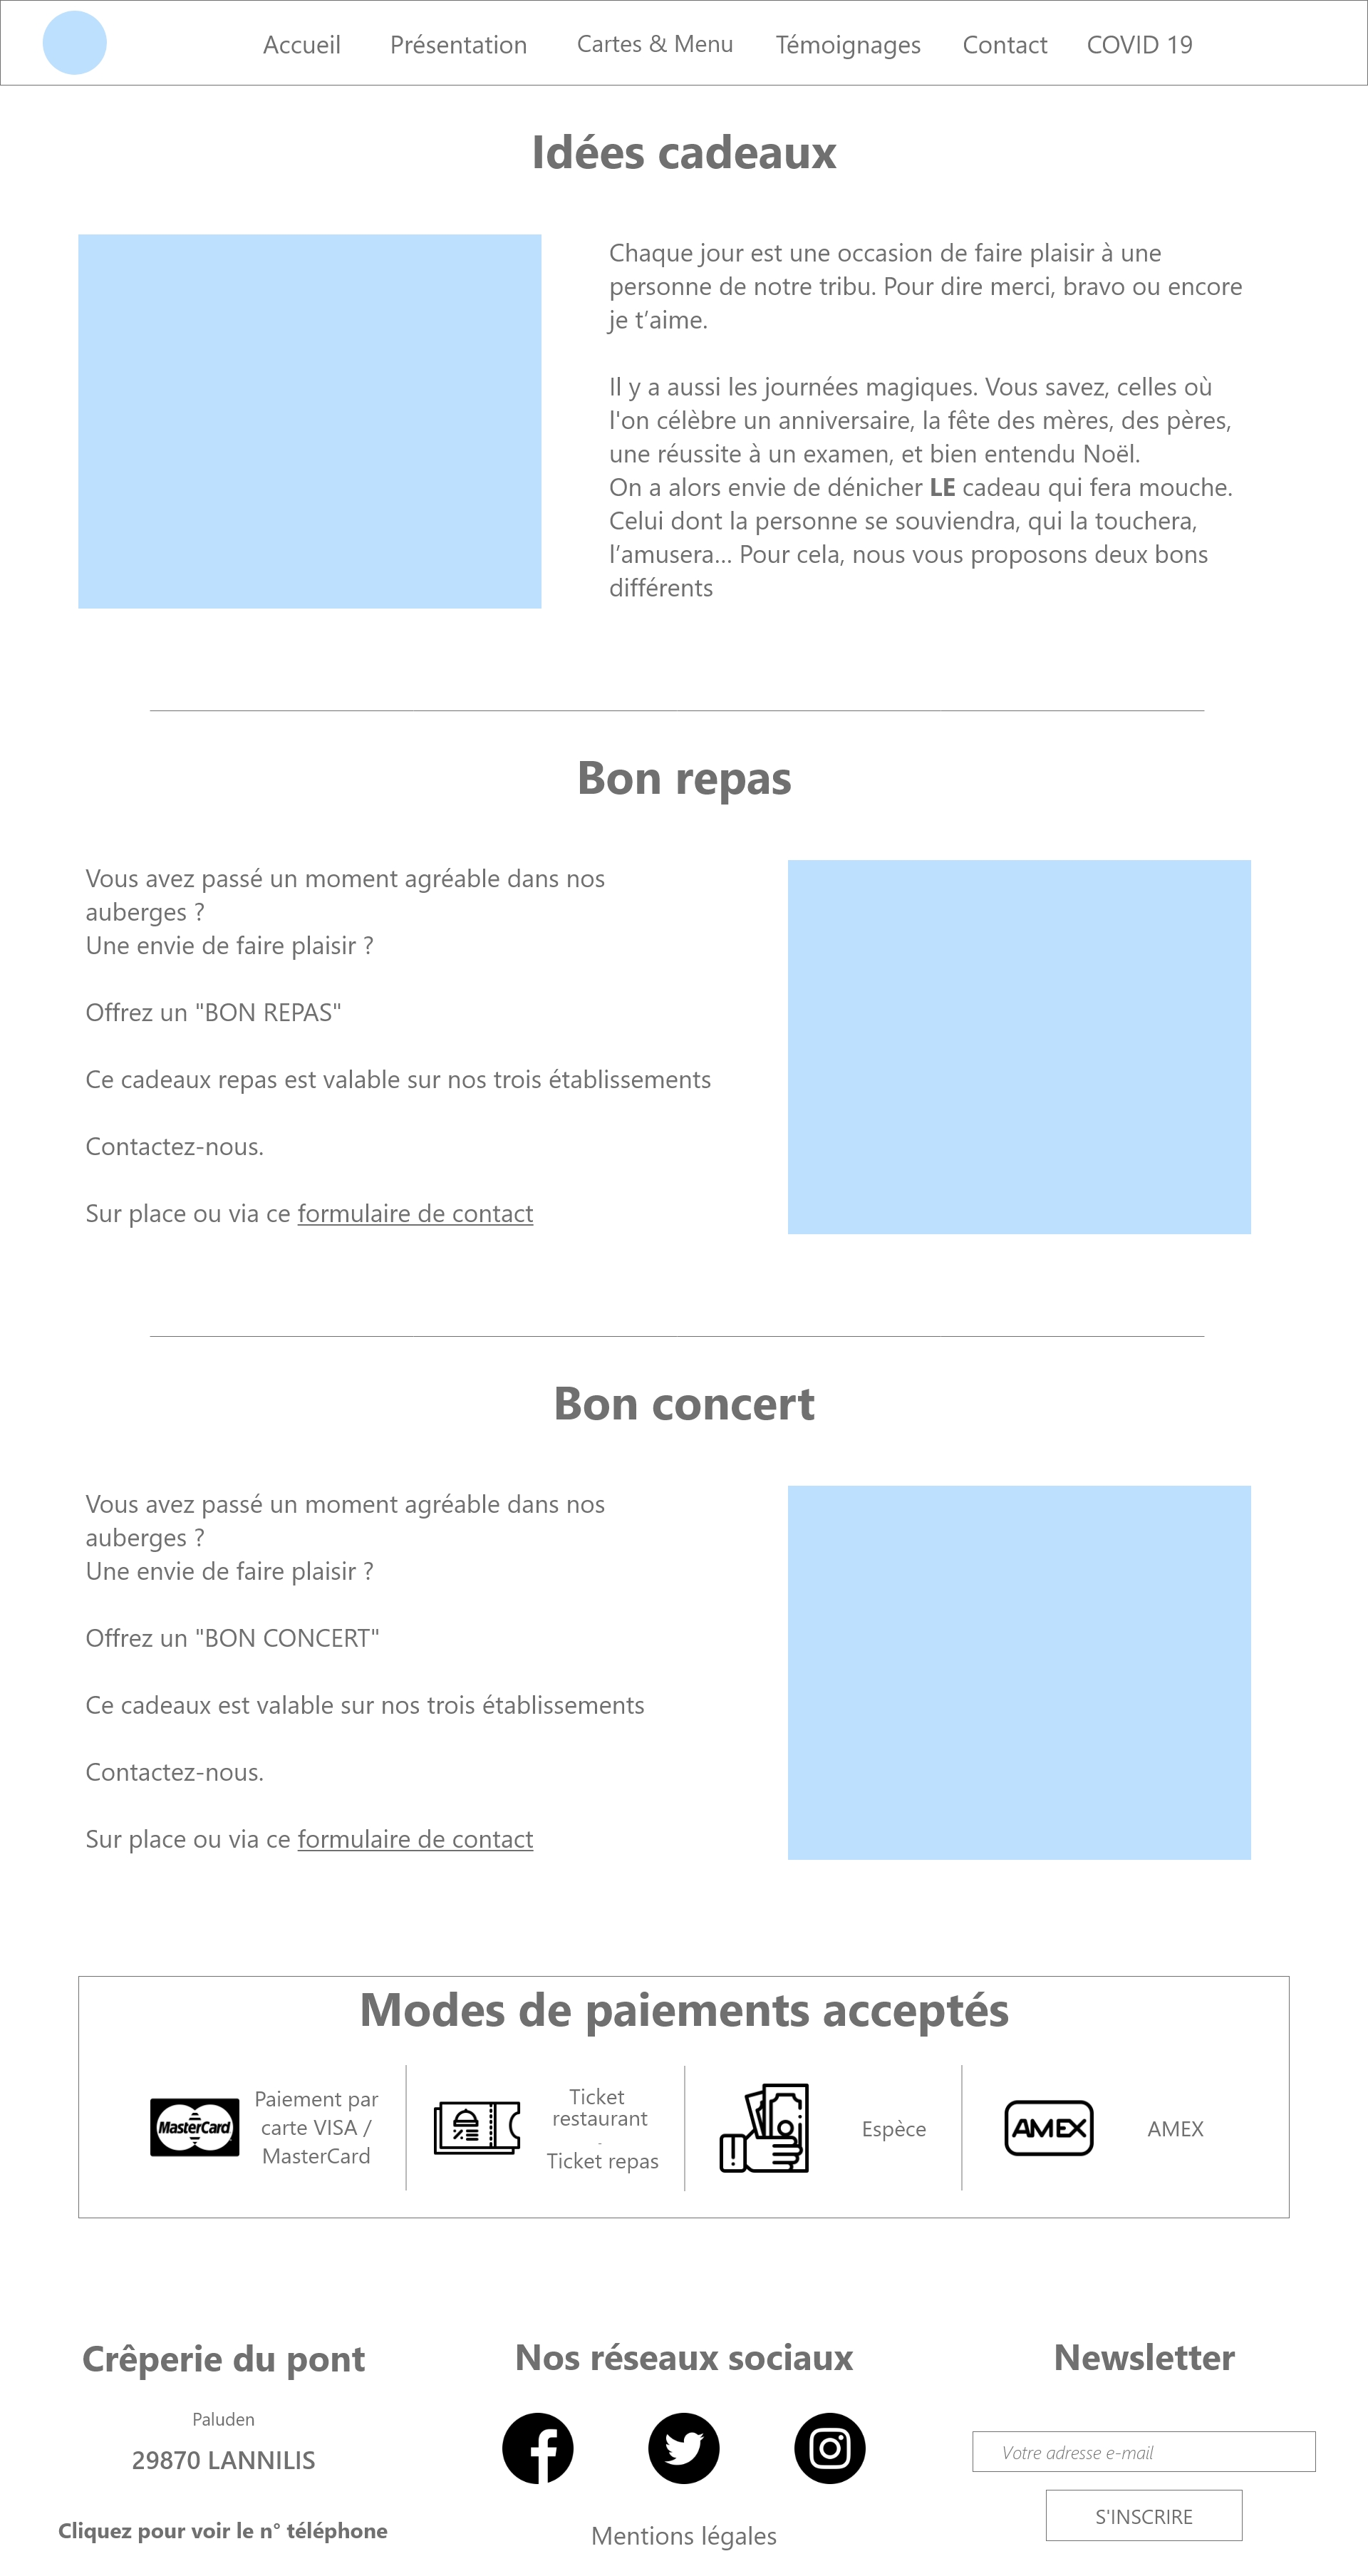 Accueil Présentation Cartes & Menu Témoignages Contact COVID 19
Idées cadeaux
Chaque jour est une occasion de faire plaisir à une
personne de notre tribu. Pour dire merci, bravo ou encore
je t’aime.
Il y a aussi les journées magiques. Vous savez, celles où
l'on célèbre un anniversaire, la fête des mères, des pères,
une réussite à un examen, et bien entendu Noël.
On a alors envie de dénicher LE cadeau qui fera mouche.
Celui dont la personne se souviendra, qui la touchera,
l’amusera... Pour cela, nous vous proposons deux bons
différents
Bon repas
Vous avez passé un moment agréable dans nos
auberges ?
Une envie de faire plaisir ?
Offrez un "BON REPAS"
Ce cadeaux repas est valable sur nos trois établissements
Contactez-nous.
Sur place ou via ce formulaire de contact
Bon concert
Vous avez passé un moment agréable dans nos
auberges ?
Une envie de faire plaisir ?
Offrez un "BON CONCERT"
Ce cadeaux est valable sur nos trois établissements
Contactez-nous.
Sur place ou via ce formulaire de contact
Modes de paiements acceptés
MasterCard
Paiement par
carte VISA /
MasterCard
Ticket
restaurant
-
Ticket repas
Espèce
AMEX
AMEX
Crêperie du pont
Paluden
29870 LANNILIS
Cliquez pour voir le n° téléphone
Nos réseaux sociaux
Mentions légales
Newsletter
Votre adresse e-mail
S'INSCRIRE